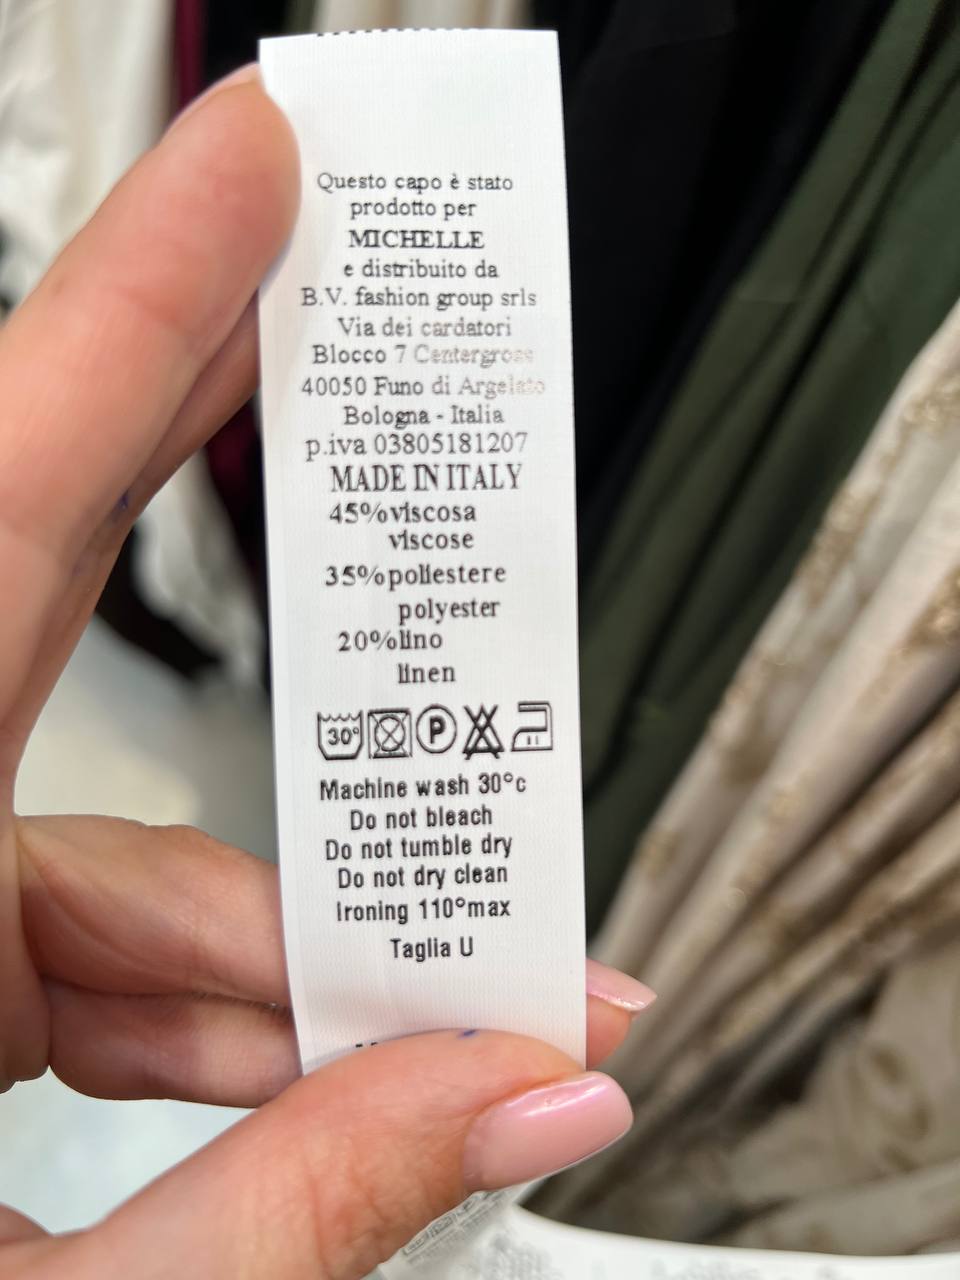 Questo capo è stato
prodotto per
MICHELLE
e distribuito da
B.V. fashion group srls
Via dei cardatori
Blocco 7 Centergross
40050 Funo di Argelato
Bologna - Italia
p.iva 03805181207
MADE IN ITALY
45%viscosa
viscose
35%poliestere
polyester
20%lino
linen
30° P
Machine wash 30°c
Do not bleach
Do not tumble dry
Do not dry clean
Ironing 110°max
Taglia U